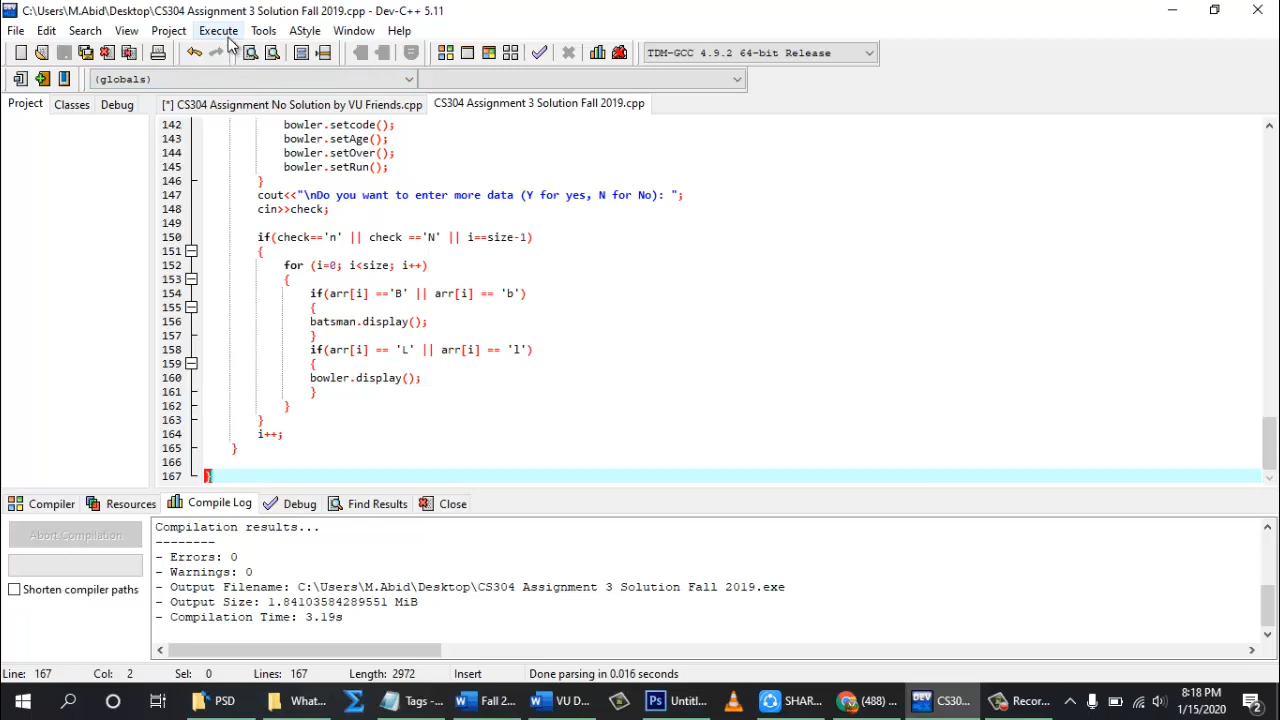 C:\Users\M.Abid\Desktop\CS304 Assignment 3 Solution Fall 2019.cpp - Dev-C++ 5.11
File Edit Search View Project Execute Tools AStyle Window Help
TDM-GCC 4.9.2 64-bit Release
(globals)
Project Classes Debug [*] CS304 Assignment No Solution by VU Friends.cpp CS304 Assignment 3 Solution Fall 2019.cpp
142 bowler.setcode();
143 bowler.setAge();
144 bowler.setOver();
145 bowler.setRun();
146 }
147 cout<<"\nDo you want to enter more data (Y for yes, N for No): ";
148 cin>>check;
149
150 if(check=='n' || check =='N' || i==size-1)
151 {
152 for (i=0; i<size; i++)
153 {
154 if(arr[i] =='B' || arr[i] == 'b')
155 {
156 batsman.display();
157 }
158 if(arr[i] == 'L' || arr[i] == 'l')
159 {
160 bowler.display();
161 }
162 }
163 }
164 i++;
165 }
166
167 }
Compiler Resources Compile Log Debug Find Results Close
Abort Compilation
Shorten compiler paths
Compilation results...
--------
- Errors: 0
- Warnings: 0
- Output Filename: C:\Users\M.Abid\Desktop\CS304 Assignment 3 Solution Fall 2019.exe
- Output Size: 1.84103584289551 MiB
- Compilation Time: 3.19s
Line: 167 Col: 2 Sel: 0 Lines: 167 Length: 2972 Insert Done parsing in 0.016 seconds
PSD What... Tags -... Fall 2... VU D... Untitl... SHAR... (488) ... CS30... Recor...
8:18 PM
1/15/2020